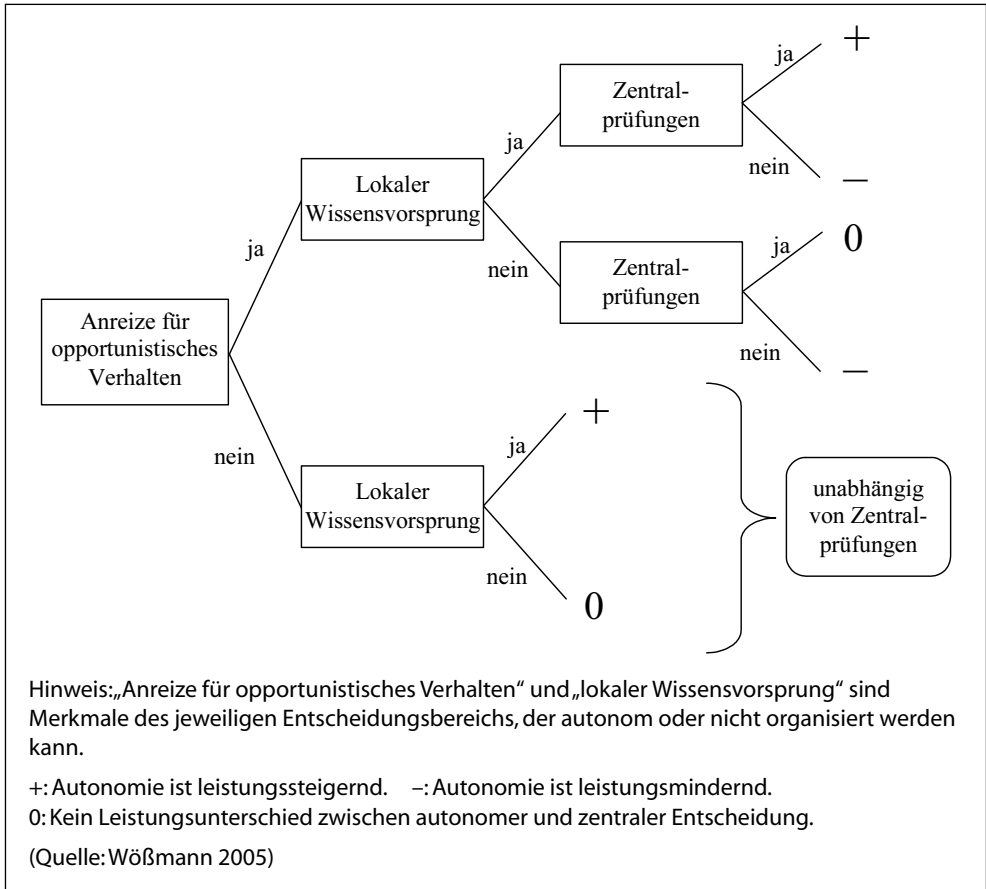 ja
+
Zentral-
prüfungen
nein
–
ja
Lokaler
Wissensvorsprung
nein
Zentral-
prüfungen
ja
0
nein
–
ja
Anreize für
opportunistisches
Verhalten
nein
Lokaler
Wissensvorsprung
ja
+
nein
0
unabhängig
von Zentral-
prüfungen
Hinweis:„Anreize für opportunistisches Verhalten“ und „lokaler Wissensvorsprung“ sind
Merkmale des jeweiligen Entscheidungsbereichs, der autonom oder nicht organisiert werden
kann.
+: Autonomie ist leistungssteigernd. –: Autonomie ist leistungsmindernd.
0: Kein Leistungsunterschied zwischen autonomer und zentraler Entscheidung.
(Quelle: Wößmann 2005)